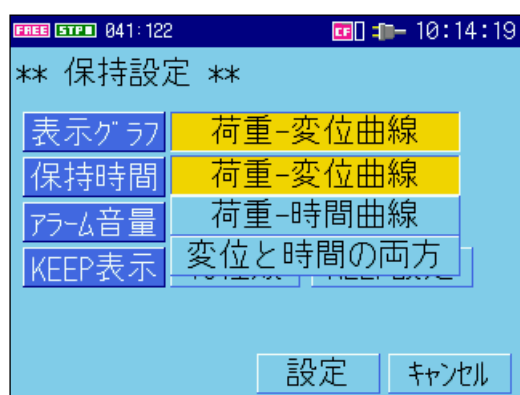 FREE STPII 041:122 CF 10:14:19
** 保持設定 **
表示グラフ 荷重-変位曲線
保持時間 荷重-変位曲線
アラーム音量 荷重-時間曲線
変位と時間の両方
KEEP表示
設定 キャンセル